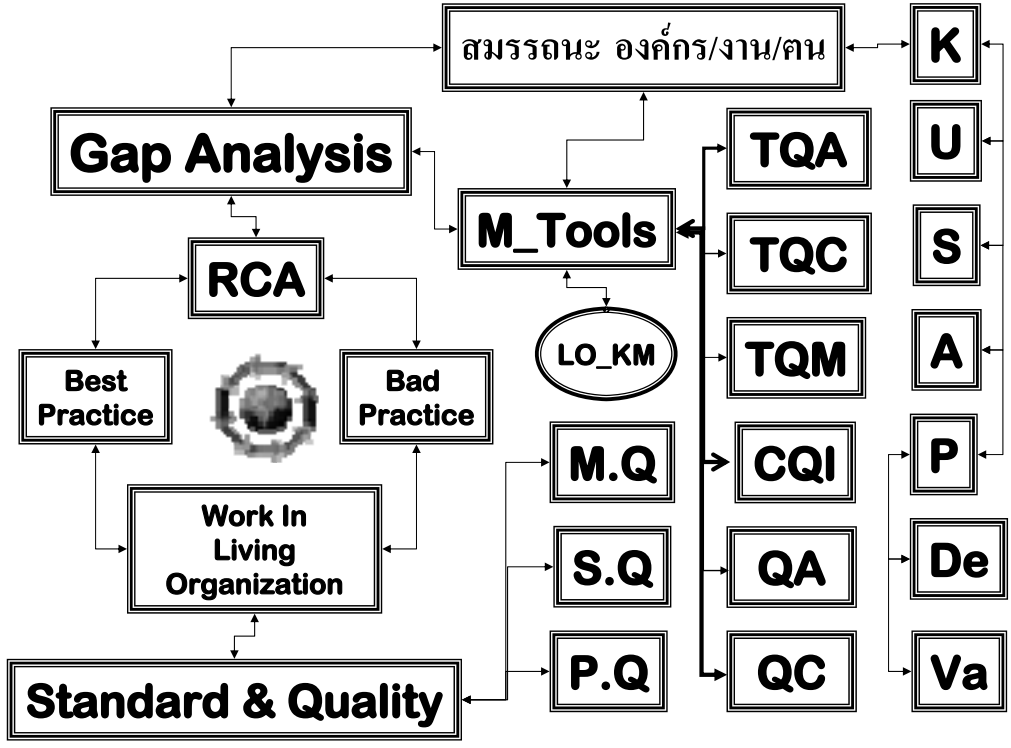 สมรรถนะ องค์กร/งาน/ฅน
K
Gap Analysis
TQA
U
M_Tools
TQC
S
RCA
LO_KM
TQM
A
Best
Practice
Bad
Practice
M.Q
CQI
P
Work In
Living
Organization
S.Q
QA
De
Standard & Quality
P.Q
QC
Va